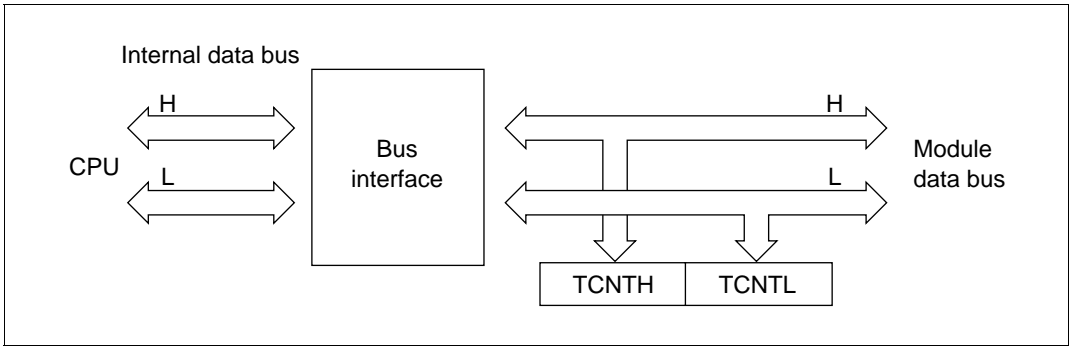 Internal data bus
H
H
CPU
Bus
interface
Module
data bus
L
L
TCNTH
TCNTL